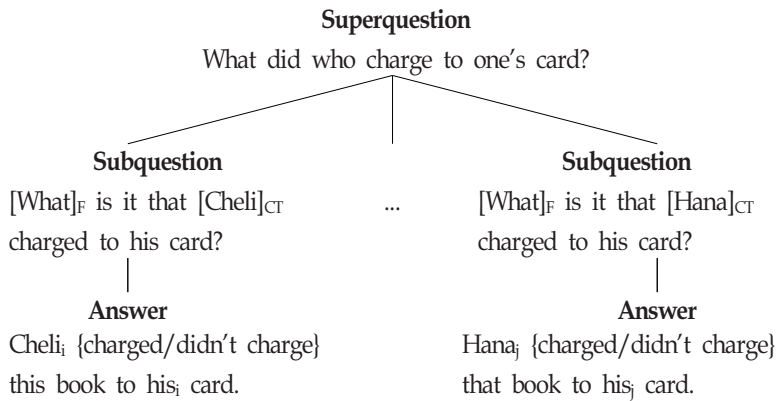 Superquestion
What did who charge to one's card?
Subquestion
[What]F is it that [Cheli]CT
charged to his card?
...
Subquestion
[What]F is it that [Hana]CT
charged to his card?
Answer
Chelii {charged/didn't charge}
this book to hisi card.
Answer
Hanaj {charged/didn't charge}
that book to hisj card.